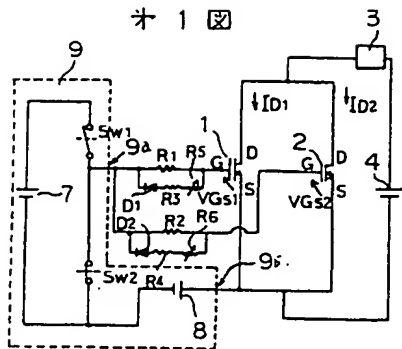 米 1 図
9
3
ID1
ID2
1
Sw1
9a
R1
R5
G
D
S
2
G
D
S
7
D1
R3
VGS1
VGS2
4
D2
R2
R6
Sw2
R4
8
9b